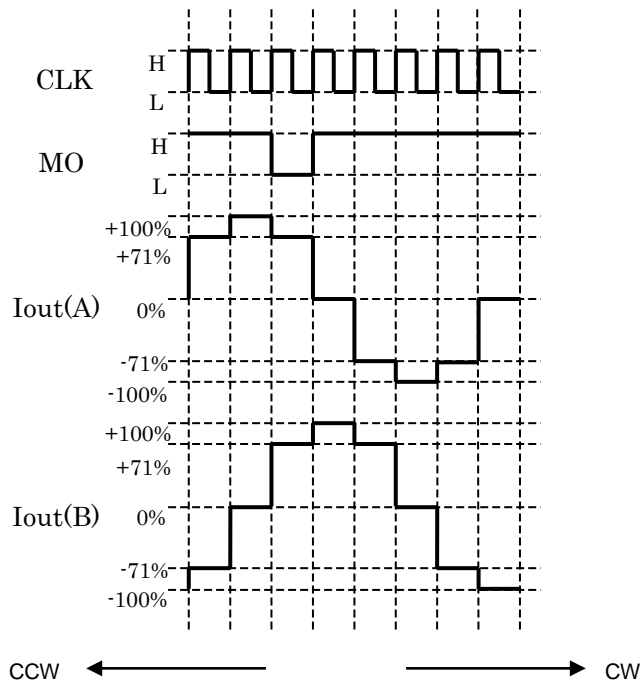 CLK
H
L
MO
H
L
Iout(A)
+100%
+71%
0%
-71%
-100%
Iout(B)
+100%
+71%
0%
-71%
-100%
CCW
CW